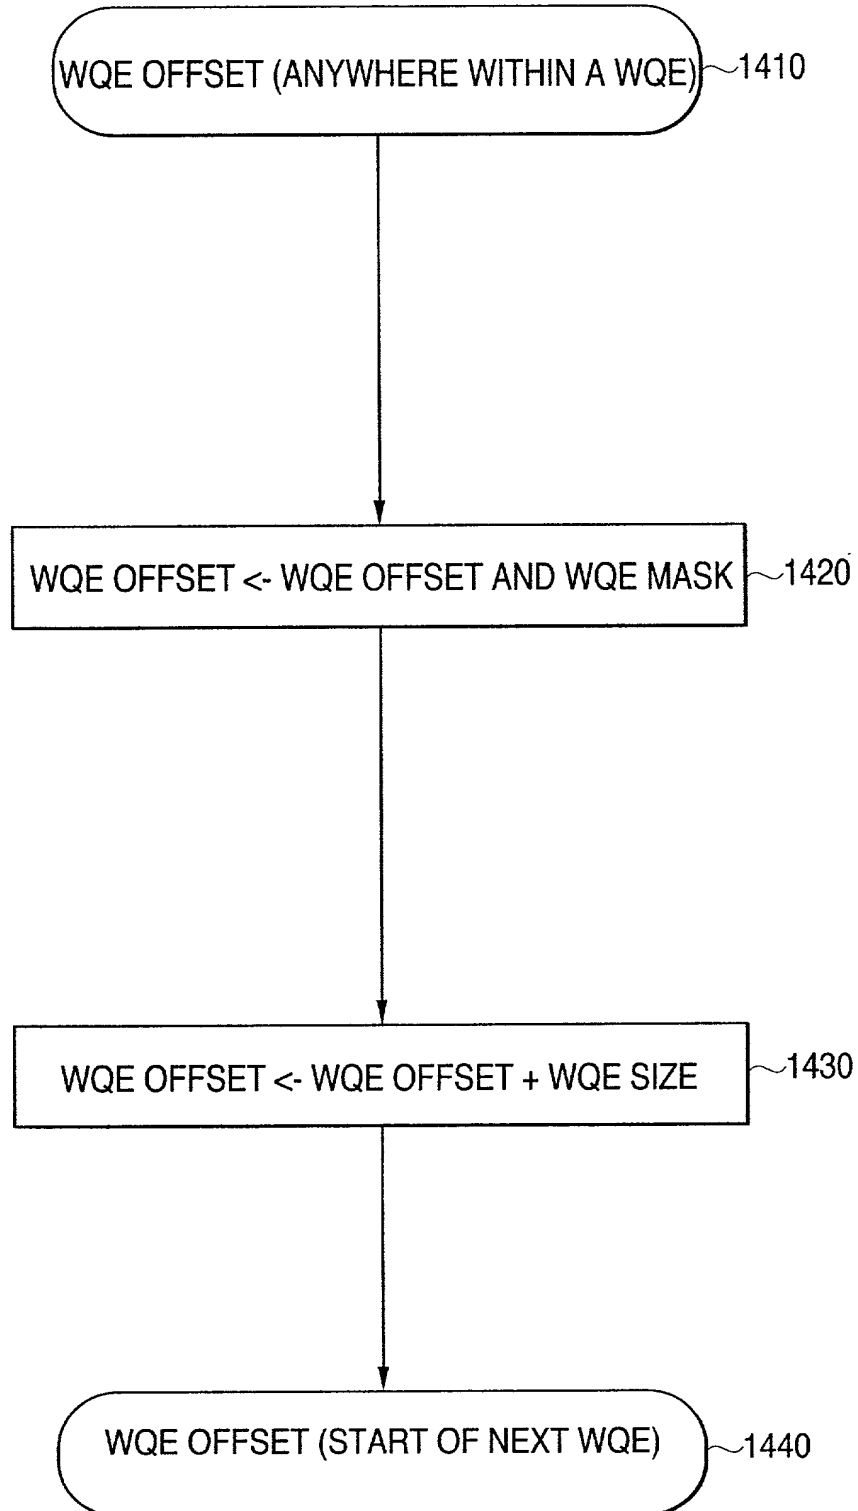 WQE OFFSET (ANYWHERE WITHIN A WQE) 1410
WQE OFFSET <- WQE OFFSET AND WQE MASK 1420
WQE OFFSET <- WQE OFFSET + WQE SIZE 1430
WQE OFFSET (START OF NEXT WQE) 1440